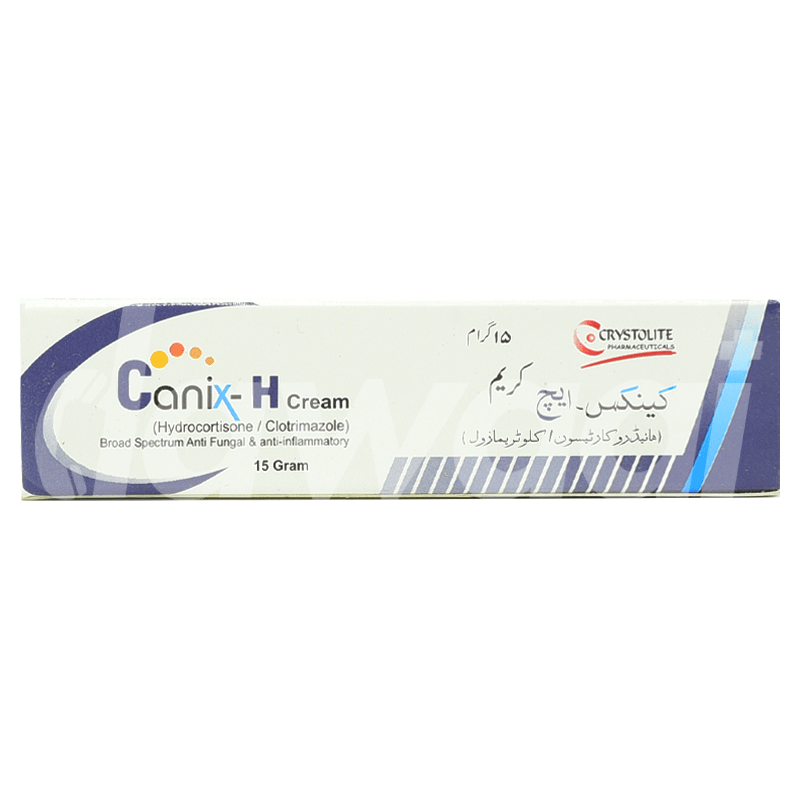 Canix-H Cream
(Hydrocortisone / Clotrimazole)
Broad Spectrum Anti Fungal & anti-inflammatory
15 Gram
۱۵ گرام
CRYSTOLITE
PHARMACEUTICALS
کینکس۔ایچ کریم
(ہائیڈروکارٹیسون / کلوٹریمازول)
dawaai